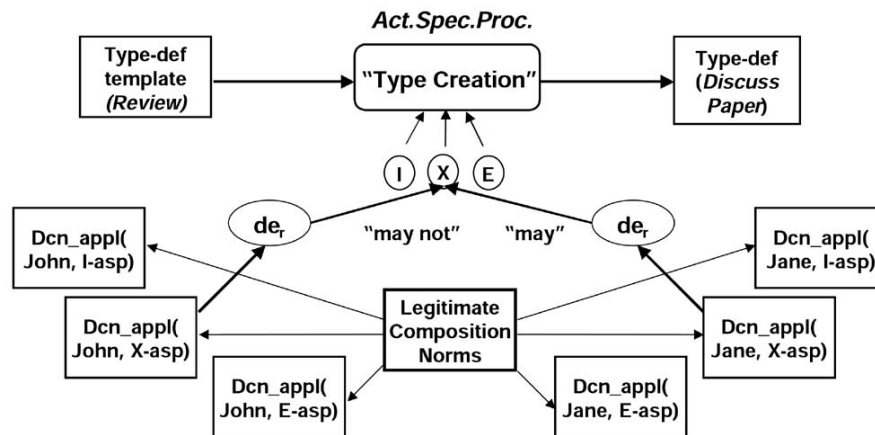 Act.Spec.Proc.
Type-def
template
(Review)
“Type Creation”
Type-def
(Discuss
Paper)
I
X
E
de_r
“may not”
“may”
de_r
Dcn_appl(
John, I-asp)
Dcn_appl(
Jane, I-asp)
Dcn_appl(
John, X-asp)
Legitimate
Composition
Norms
Dcn_appl(
Jane, X-asp)
Dcn_appl(
John, E-asp)
Dcn_appl(
Jane, E-asp)